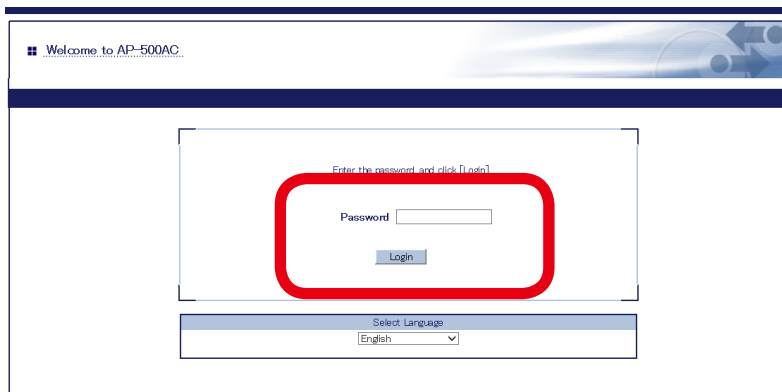 Welcome to AP-500AC
Enter the password and click [Login]
Password
Login
Select Language
English